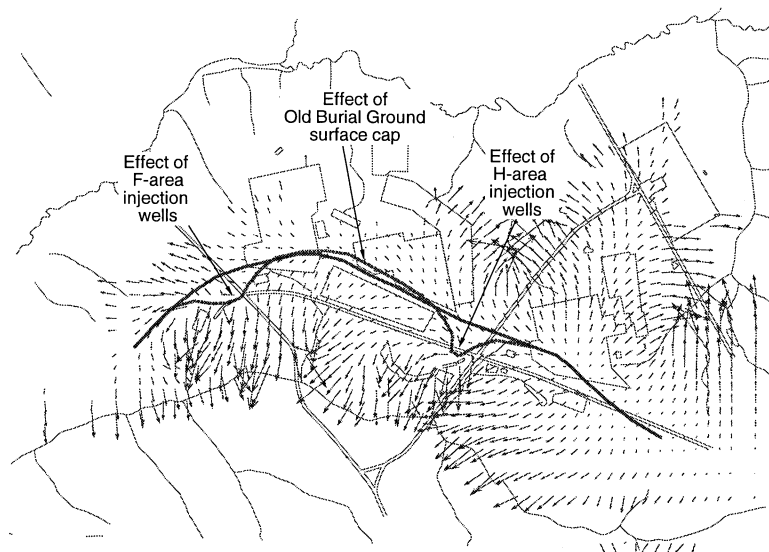 Effect of
Old Burial Ground
surface cap
Effect of
F-area
injection
wells
Effect of
H-area
injection
wells